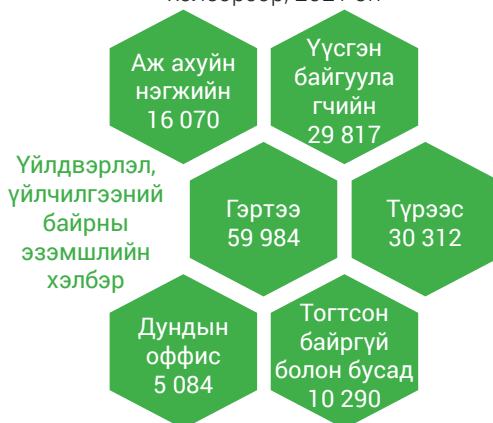 Аж ахуйн
нэгжийн
16 070
Үүсгэн
байгуула
гчийн
29 817
Үйлдвэрлэл,
үйлчилгээний
байрны
эзэмшлийн
хэлбэр
Гэртээ
59 984
Түрээс
30 312
Дундын
оффис
5 084
Тогтсон
байргүй
болон бусад
10 290